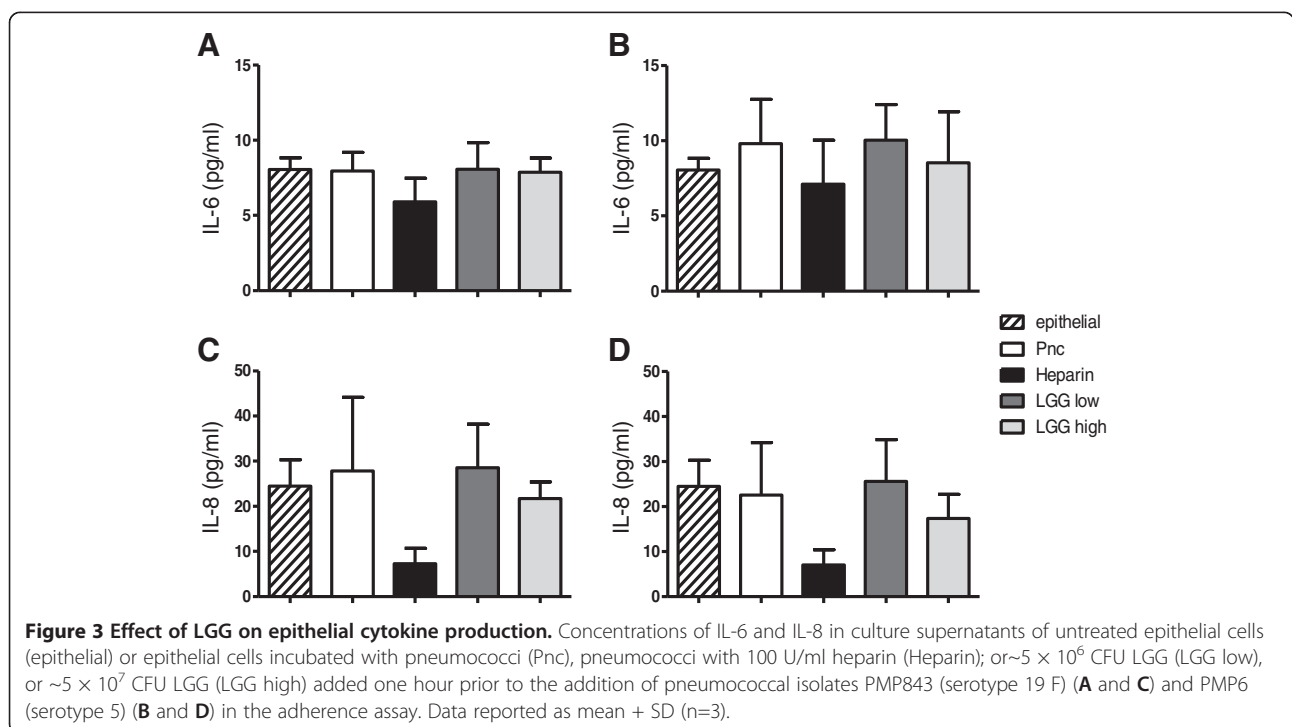 A
B
15
10
5
0
IL-6 (pg/ml)
15
10
5
0
IL-6 (pg/ml)
C
D
50
40
30
20
10
0
IL-8 (pg/ml)
50
40
30
20
10
0
IL-8 (pg/ml)
epithelial
Pnc
Heparin
LGG low
LGG high
Figure 3 Effect of LGG on epithelial cytokine production. Concentrations of IL-6 and IL-8 in culture supernatants of untreated epithelial cells
(epithelial) or epithelial cells incubated with pneumococci (Pnc), pneumococci with 100 U/ml heparin (Heparin); or~5 × 10⁶ CFU LGG (LGG low),
or ~5 × 10⁷ CFU LGG (LGG high) added one hour prior to the addition of pneumococcal isolates PMP843 (serotype 19 F) (A and C) and PMP6
(serotype 5) (B and D) in the adherence assay. Data reported as mean + SD (n=3).